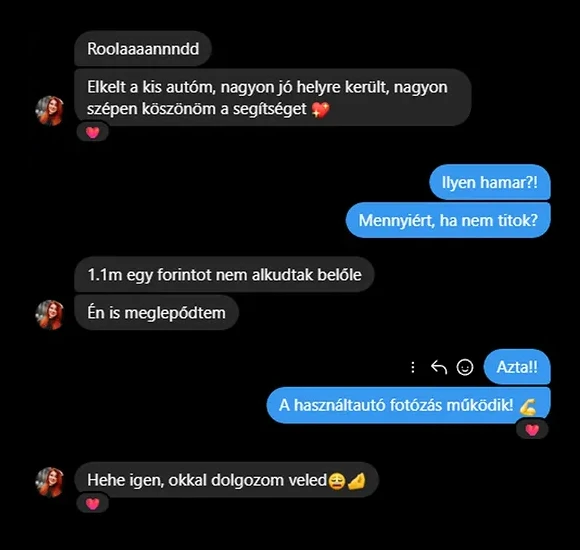 Roolaaaannndd
Elkelt a kis autóm, nagyon jó helyre került, nagyon
szépen köszönöm a segítséget 💖
Ilyen hamar?!
Mennyiért, ha nem titok?
1.1m egy forintot nem alkudtak belőle
Én is meglepődtem
Azta!!
A használtautó fotózás működik! 💪
Hehe igen, okkal dolgozom veled😅🤌